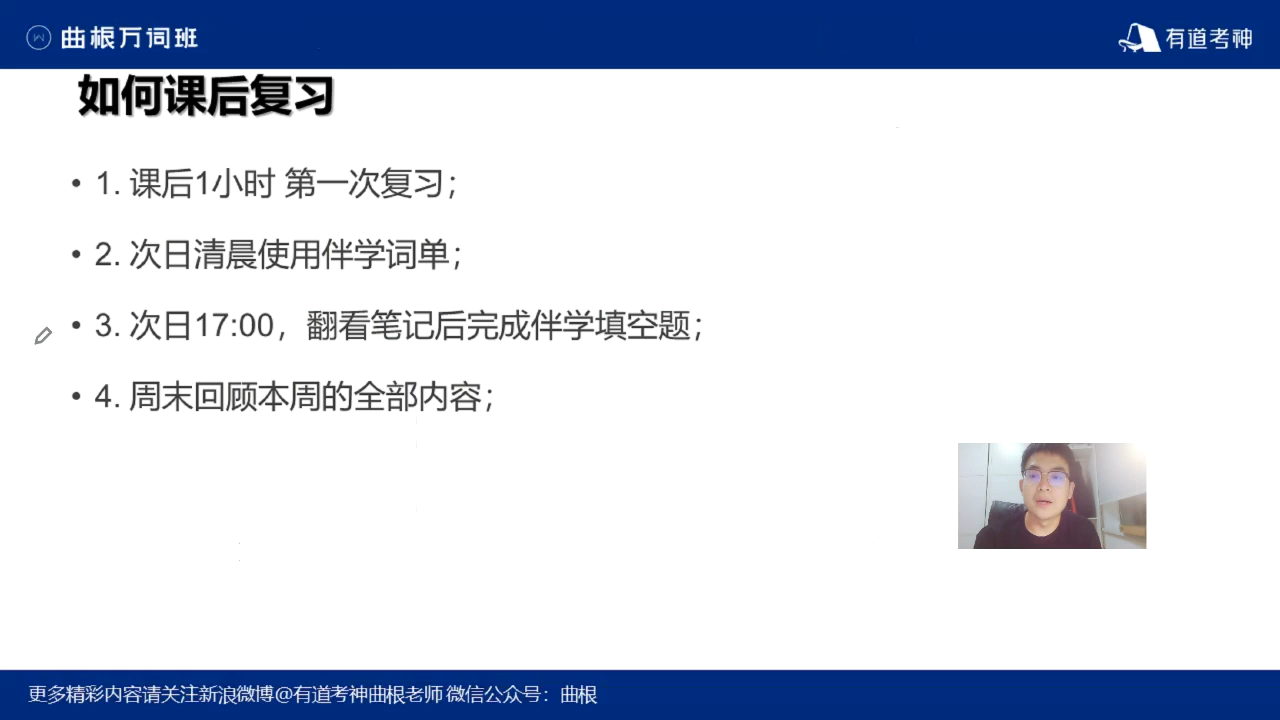 曲根万词班
有道考神
如何课后复习
• 1. 课后1小时 第一次复习；
• 2. 次日清晨使用伴学词单；
• 3. 次日17:00，翻看笔记后完成伴学填空题；
• 4. 周末回顾本周的全部内容；
更多精彩内容请关注新浪微博@有道考神曲根老师 微信公众号：曲根